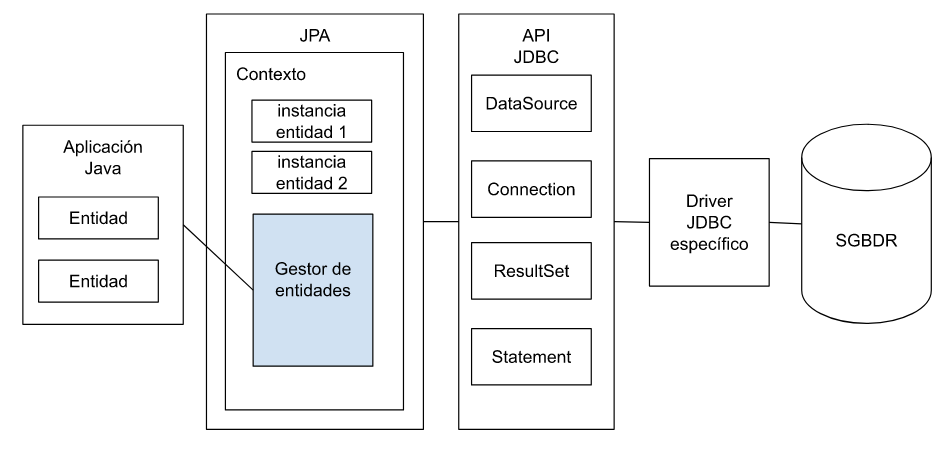 Aplicación
Java
Entidad
Entidad
JPA
Contexto
instancia
entidad 1
instancia
entidad 2
Gestor de
entidades
API
JDBC
DataSource
Connection
ResultSet
Statement
Driver
JDBC
específico
SGBDR